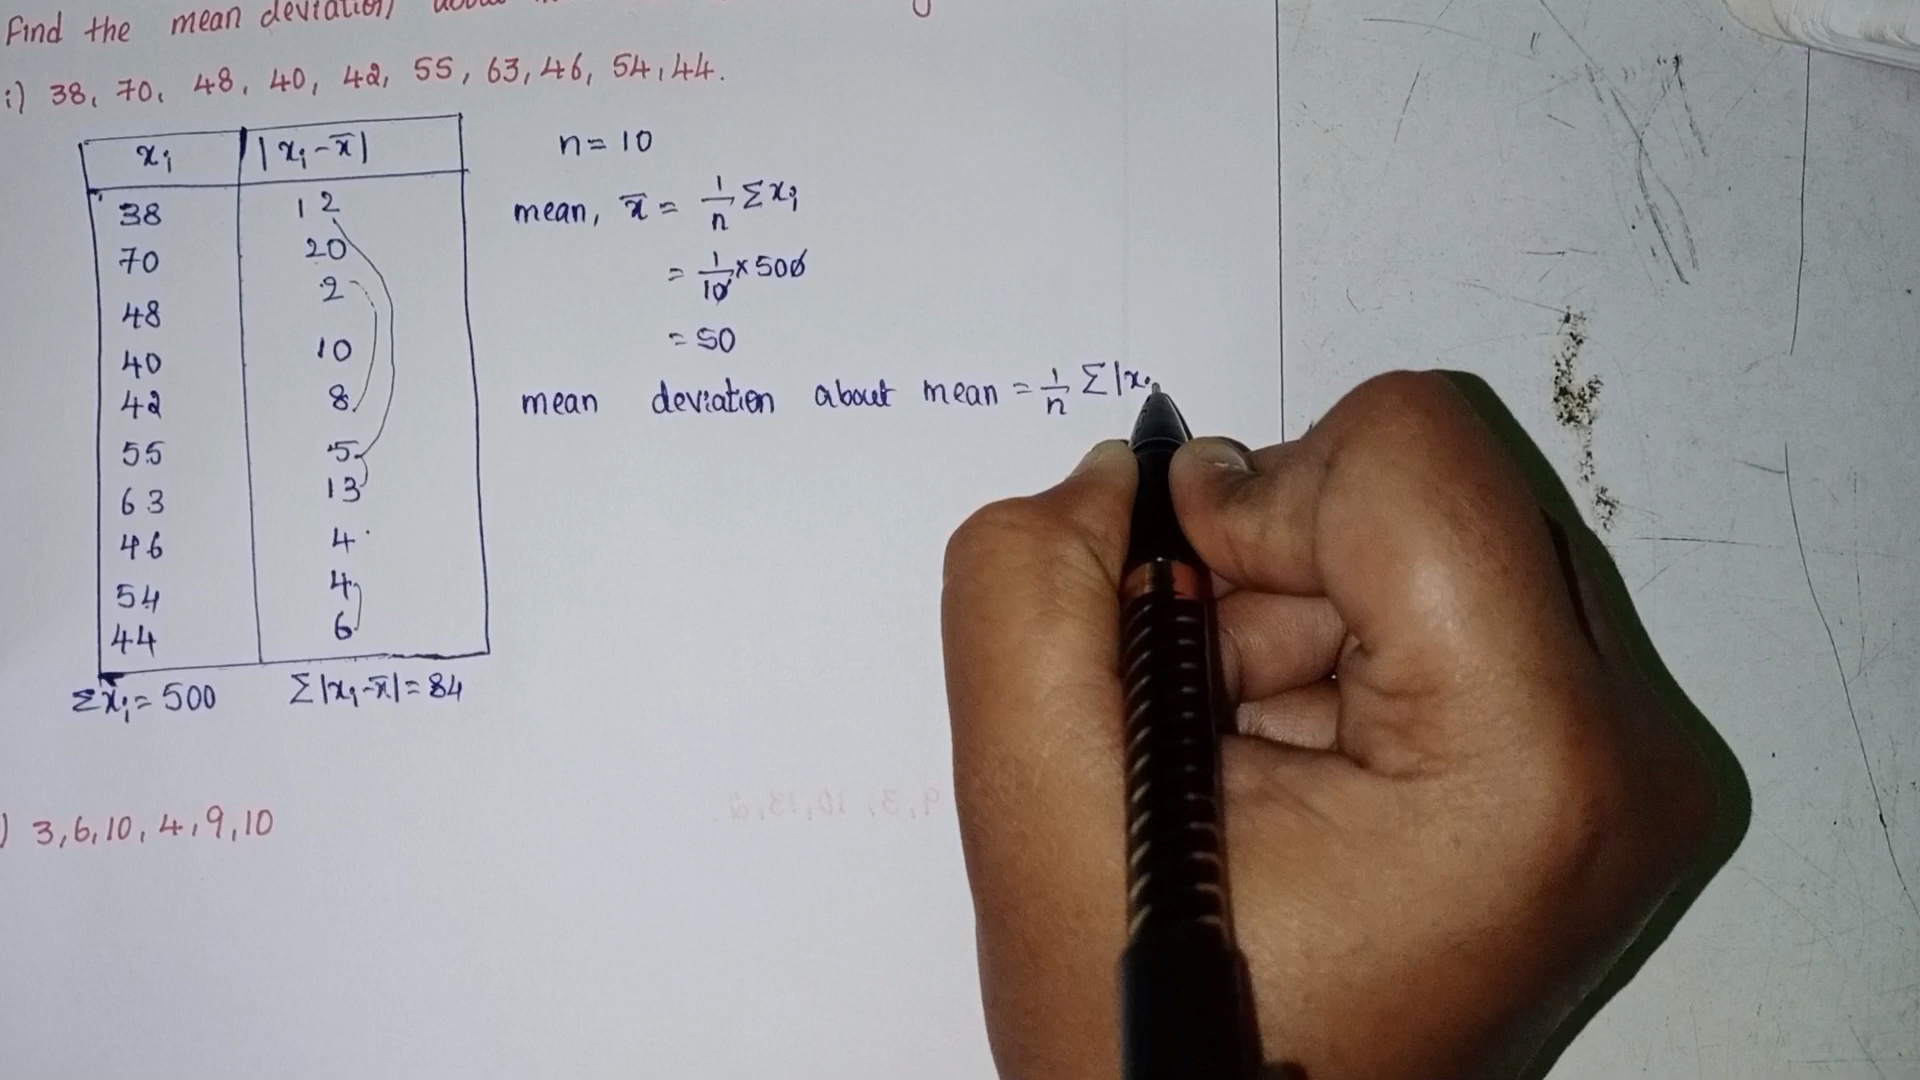 Find the mean deviation
i) 38, 70, 48, 40, 42, 55, 63, 46, 54, 44.
xᵢ |xᵢ-x̄|
38 12
70 20
48 2
40 10
42 8
55 5
63 13
46 4
54 4
44 6
Σxᵢ= 500 Σ|xᵢ-x̄|= 84
n= 10
mean, x̄ = 1/n Σxᵢ
= 1/10 × 500
= 50
mean deviation about mean = 1/n Σ|xᵢ
) 3, 6, 10, 4, 9, 10